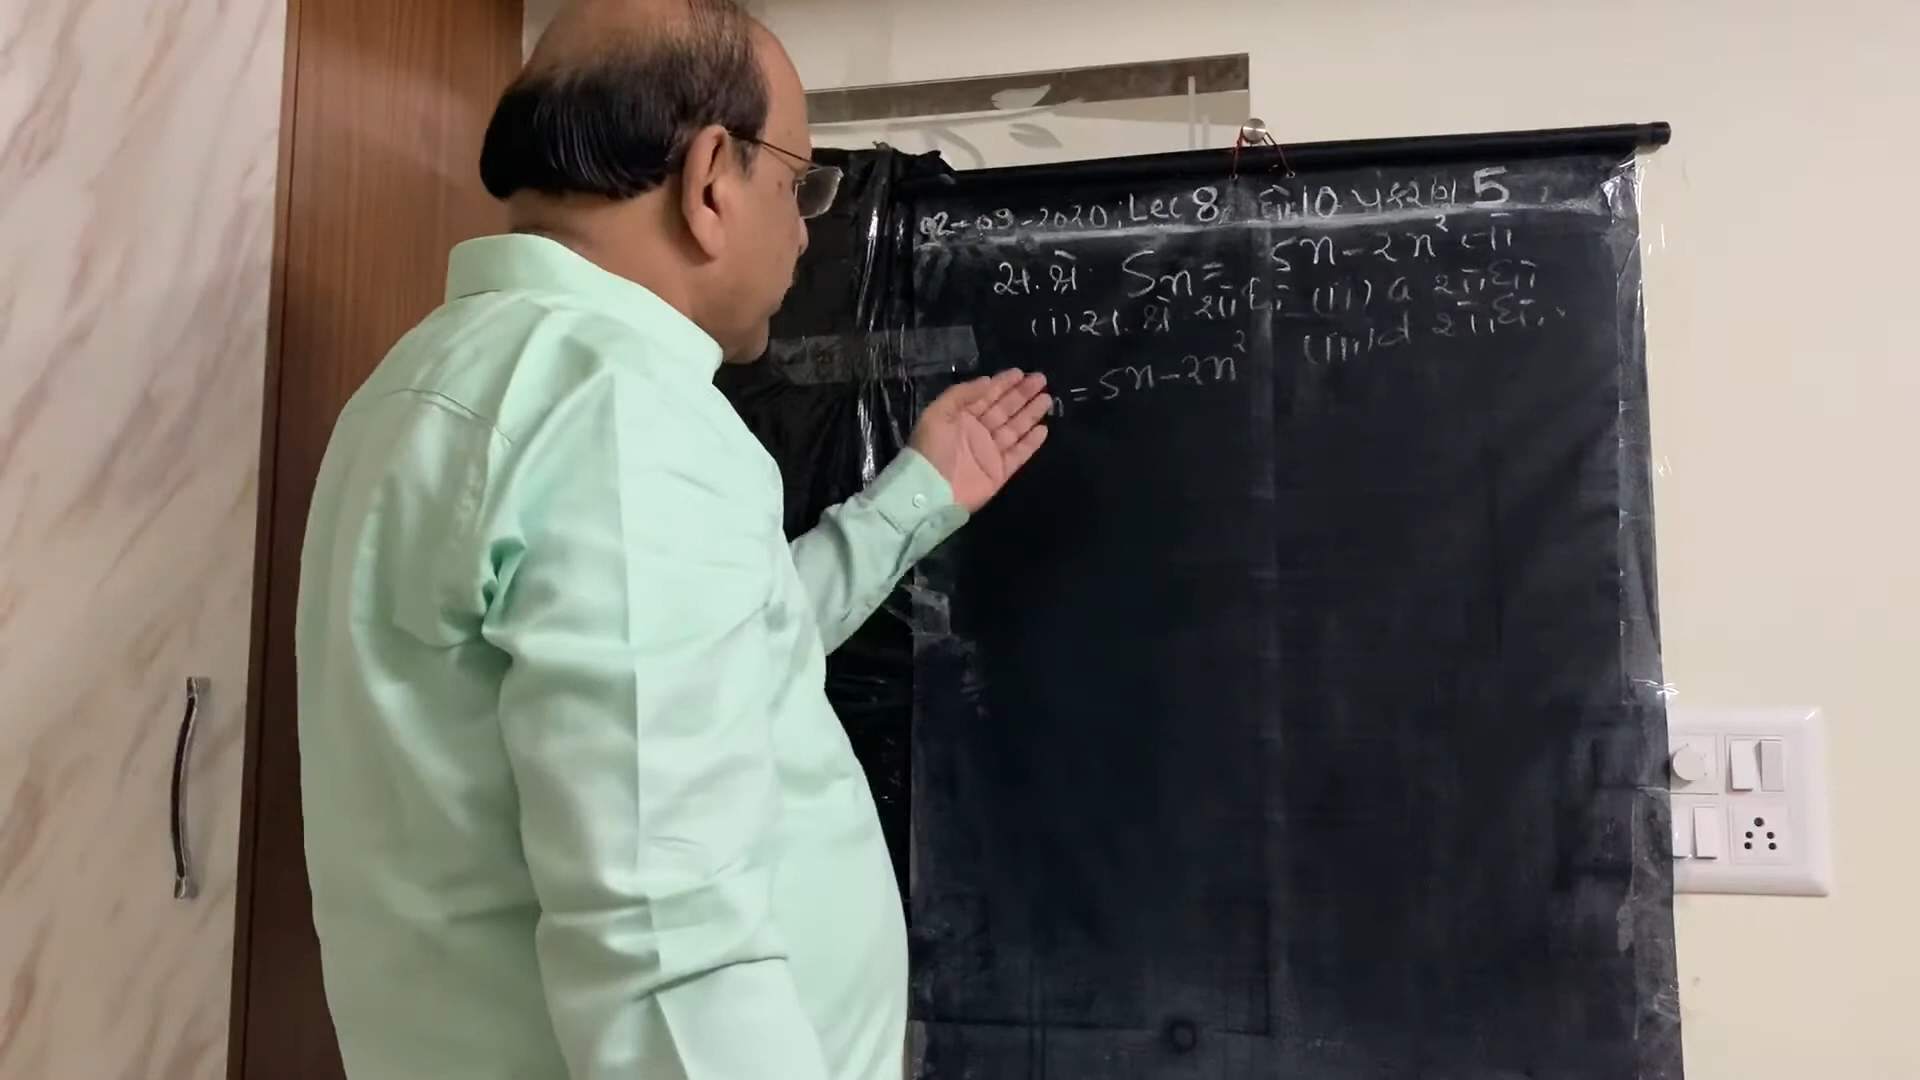 02-09-2020, Lec 8, ધો.10 પ્રકરણ 5
સ. શ્રે. Sn = 5n - 2n² તો
(i) સ. શ્રે. શોધો (ii) a શોધો
(iii) d શોધો.
n = 5n - 2n²